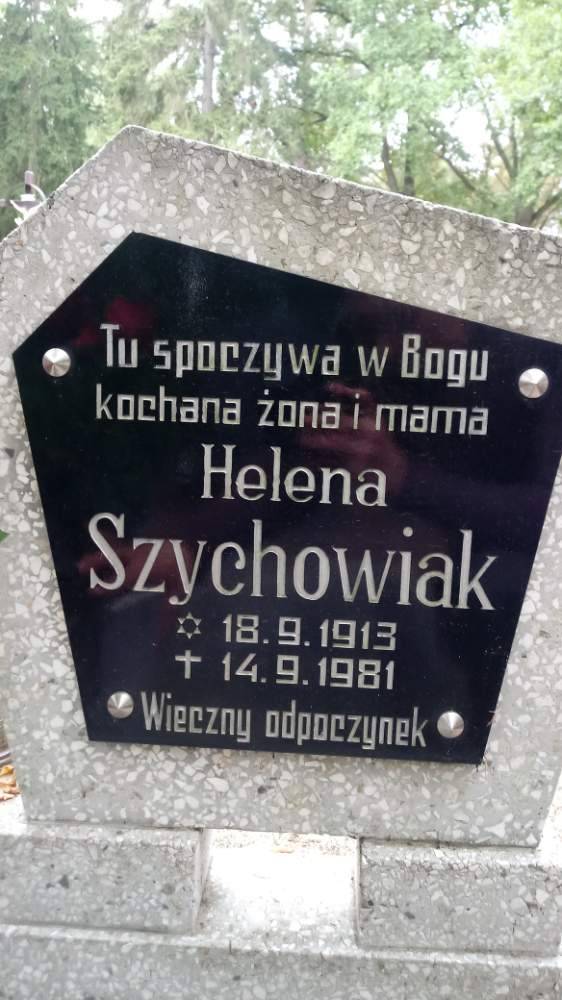 Tu spoczywa w Bogu
kochana żona i mama
Helena
Szychowiak
✡ 18.9.1913
✝ 14.9.1981
Wieczny odpoczynek